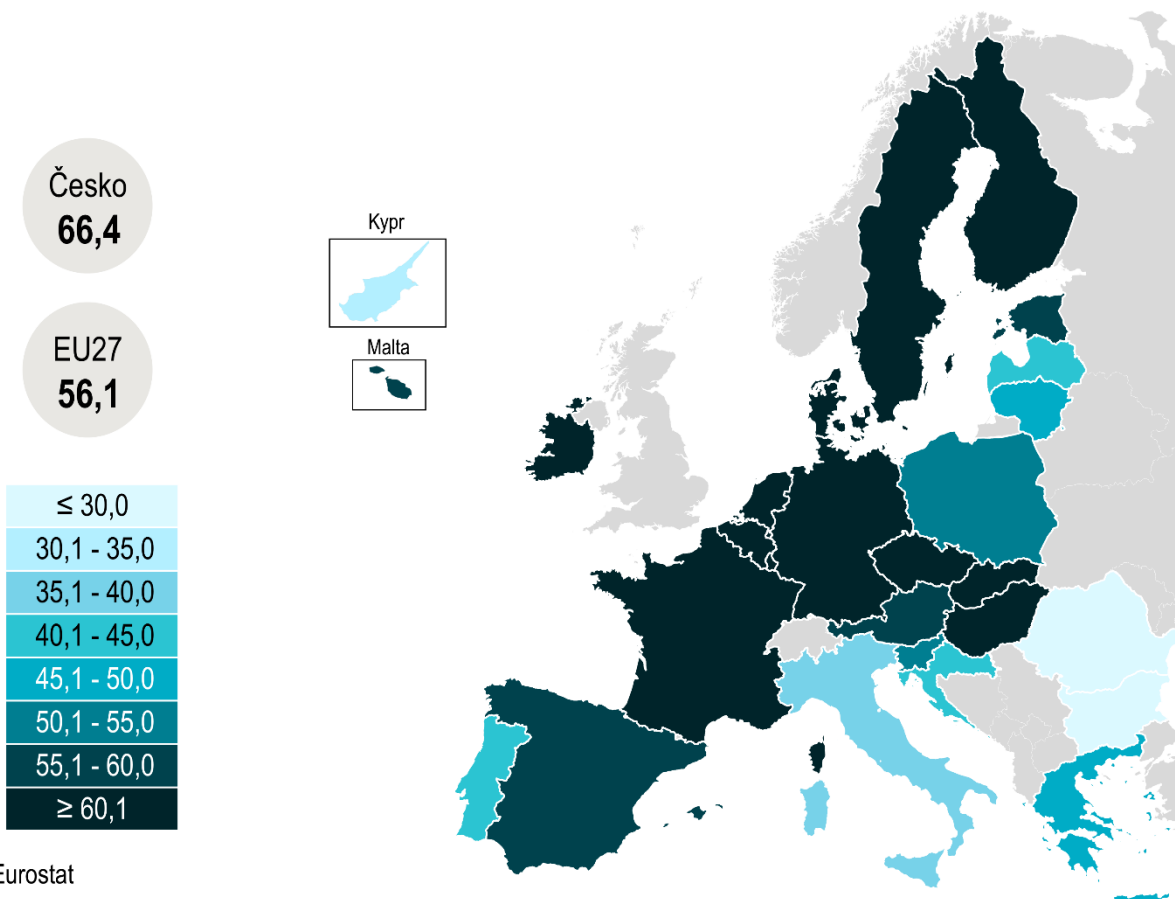 Česko
66,4
Kypr
EU27
56,1
Malta
≤ 30,0
30,1 - 35,0
35,1 - 40,0
40,1 - 45,0
45,1 - 50,0
50,1 - 55,0
55,1 - 60,0
≥ 60,1
Eurostat